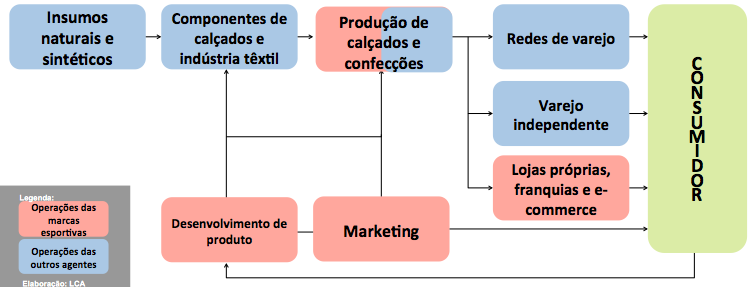 Insumos
naturais e
sintéticos
Componentes de
calçados e
indústria têxtil
Produção de
calçados e
confecções
Redes de varejo
Varejo
independente
Lojas próprias,
franquias e e-
commerce
CONSUMIDOR
Desenvolvimento de
produto
Marketing
Legenda:
Operações das
marcas
esportivas
Operações das
outros agentes
Elaboração: LCA